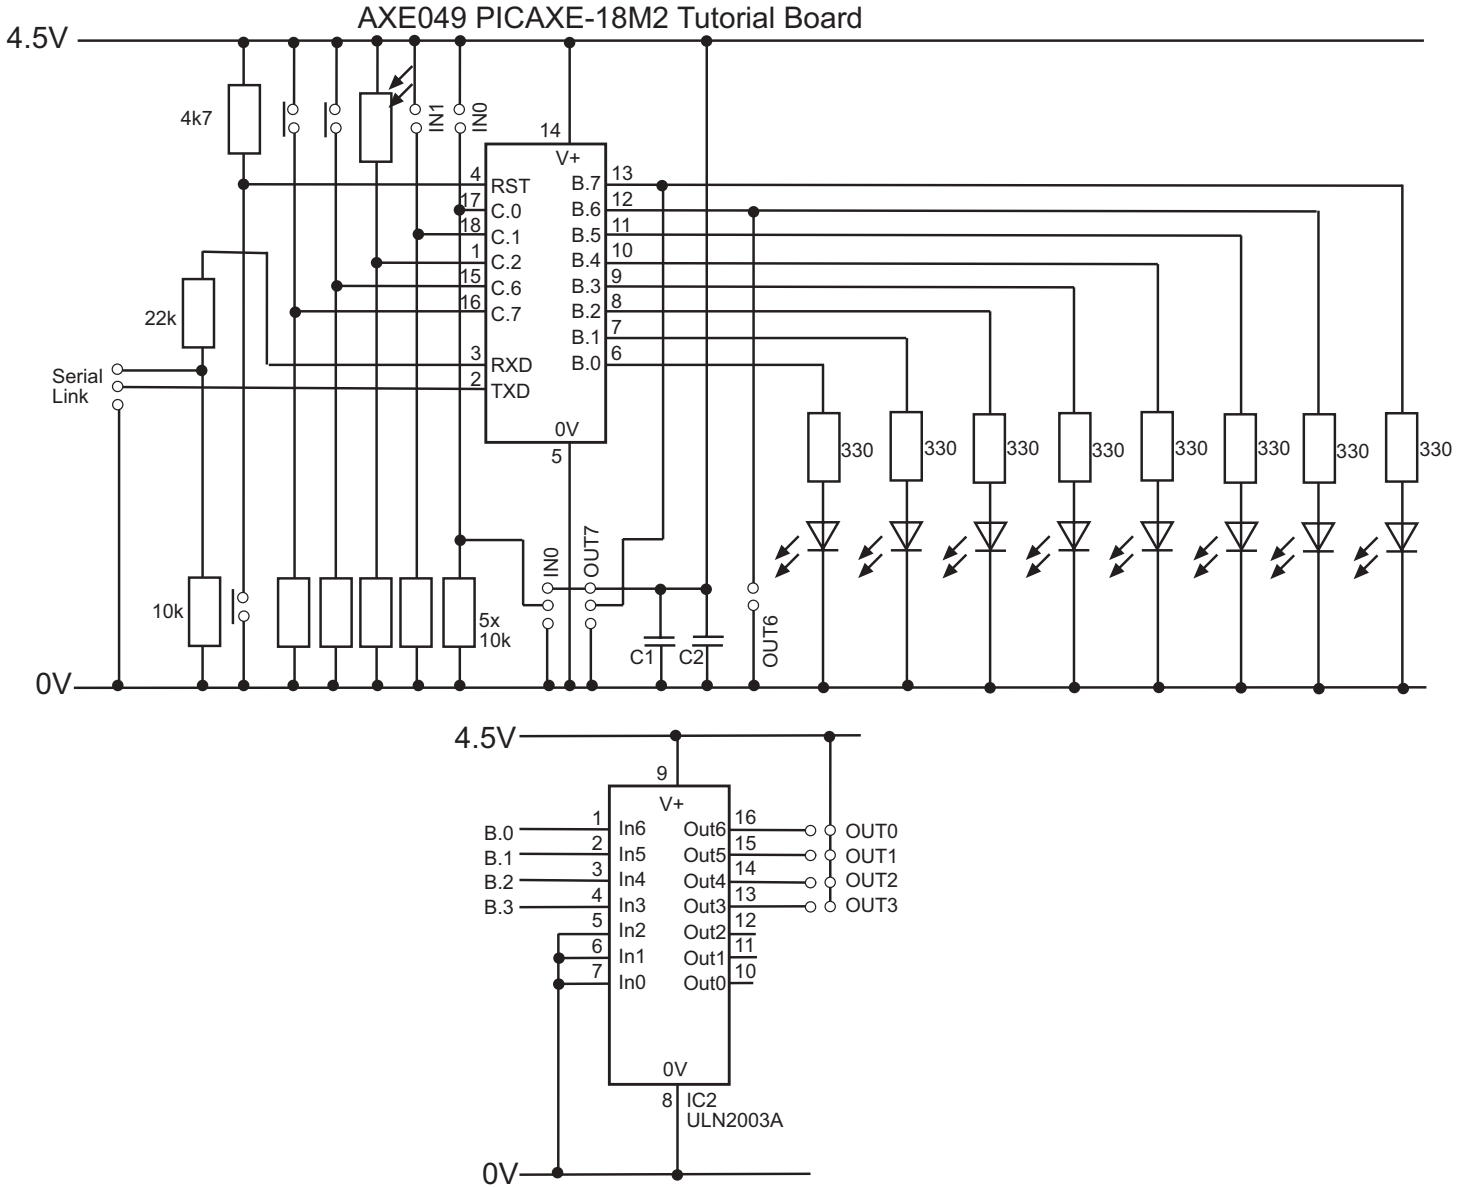 AXE049 PICAXE-18M2 Tutorial Board
4.5V
4k7
IN1
IN0
14
V+
4
RST
17
C.0
18
C.1
1
C.2
15
C.6
16
C.7
3
RXD
2
TXD
B.7
13
B.6
12
B.5
11
B.4
10
B.3
9
B.2
8
B.1
7
B.0
6
0V
5
22k
Serial
Link
330
330
330
330
330
330
330
330
IN0
OUT7
10k
5x
10k
C1
C2
OUT6
0V
4.5V
9
V+
B.0
1
In6
B.1
2
In5
B.2
3
In4
B.3
4
In3
5
In2
6
In1
7
In0
Out6
16
OUT0
Out5
15
OUT1
Out4
14
OUT2
Out3
13
OUT3
Out2
12
Out1
11
Out0
10
0V
8
IC2
ULN2003A
0V